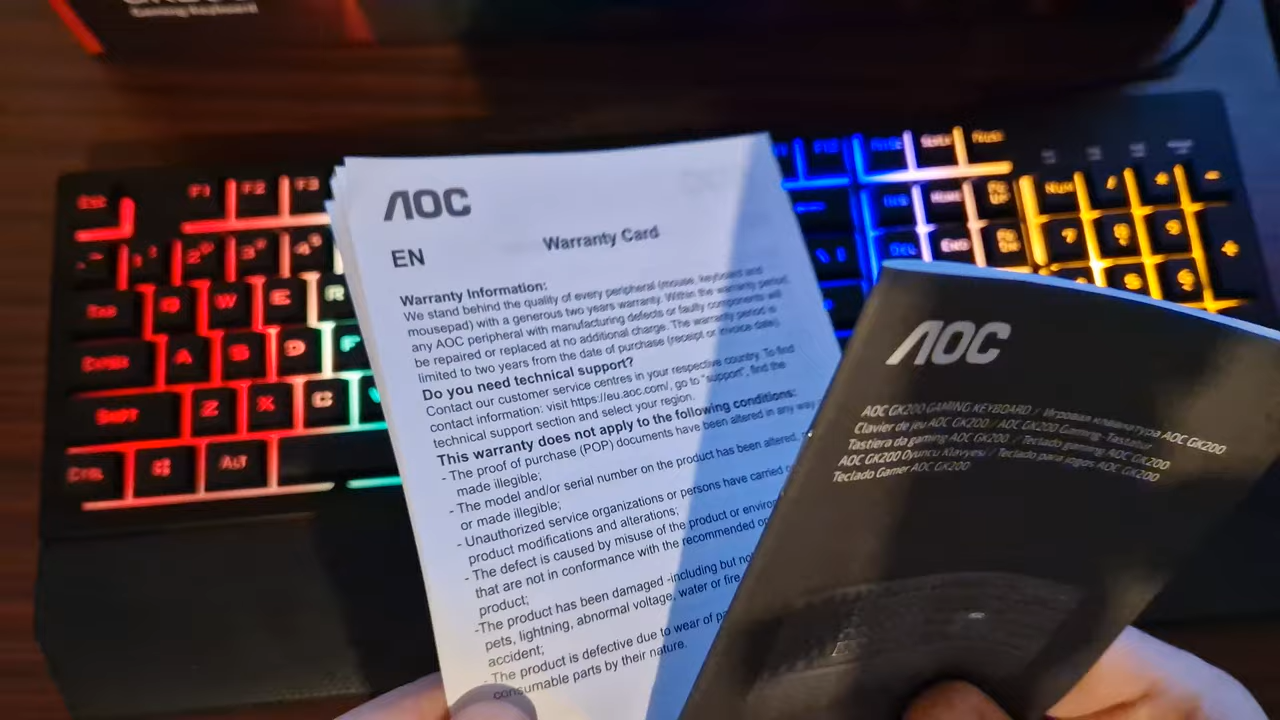 Gaming Keyboard
AOC
EN
Warranty Card
Warranty Information:
We stand behind the quality of every peripheral (mouse, keyboard and
mousepad) with a generous two years warranty. Within the warranty period,
any AOC peripheral with manufacturing defects or faulty components will
be repaired or replaced at no additional charge. The warranty period is
limited to two years from the date of purchase (receipt or invoice date).
Do you need technical support?
Contact our customer service centres in your respective country. To find
contact information: visit https://eu.aoc.com/, go to "support", find the
technical support section and select your region.
This warranty does not apply to the following conditions:
- The proof of purchase (POP) documents have been altered in any way
made illegible;
- The model and/or serial number on the product has been altered,
or made illegible;
- Unauthorized service organizations or persons have carried
product modifications and alterations;
- The defect is caused by misuse of the product or
that are not in conformance with the recommended
product;
-The product has been damaged -including but not
pets, lightning, abnormal voltage, water or fire,
accident;
- The product is defective due to wear of
consumable parts by their nature.
AOC
AOC GK200 GAMING KEYBOARD / Игровая клавиатура AOC GK200
Clavier de jeu AOC GK200 / AOC GK200 Gaming-Tastatur
Tastiera da gaming AOC GK200 / Teclado gaming AOC GK200
AOC GK200 Oyuncu Klavyesi / Teclado para jogos AOC GK200
Teclado Gamer AOC GK200
Esc F1 F2 F3
2 3 4
Tab Q W E R
A S D F
Shift Z X C V
Ctrl Alt
F12
Home
Del End
Num / * -
7 8 9 +